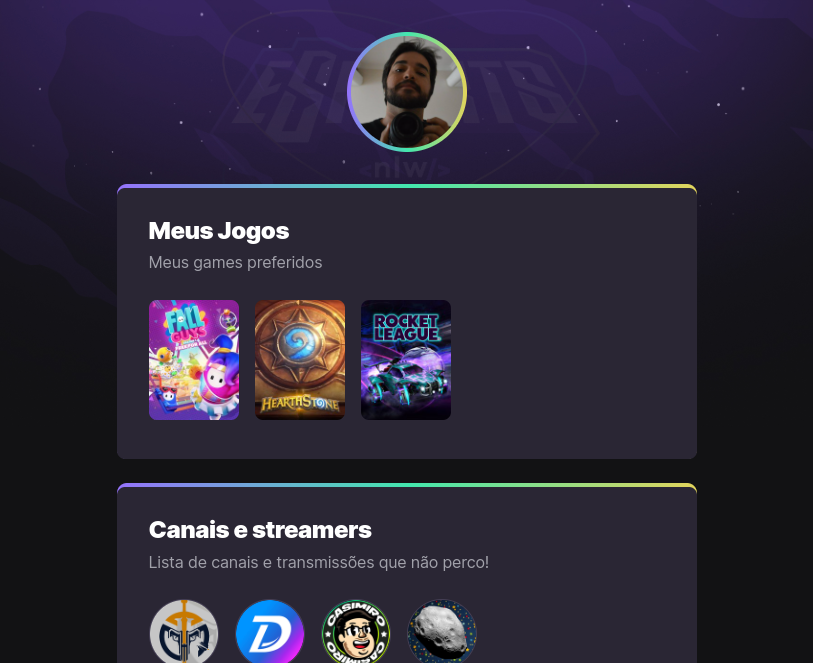 <nlw/>
Meus Jogos
Meus games preferidos
FALL
GUYS
ROCKET
LEAGUE
HEARTHSTONE
Canais e streamers
Lista de canais e transmissões que não perco!
CASIMIRO
D
CASIMIRO